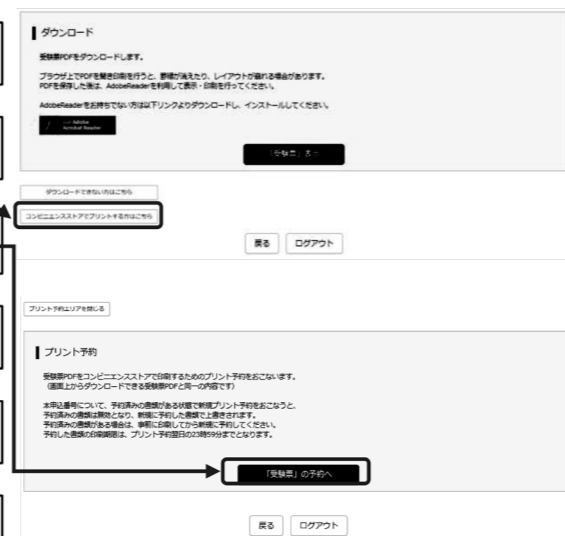 ダウンロード
受験票PDFをダウンロードします。
ブラウザ上でPDFを開き印刷を行うと、罫線が消えたり、レイアウトが崩れる場合があります。
PDFを保存した後は、AdobeReaderを利用して表示・印刷を行ってください。
AdobeReaderをお持ちでない方は以下リンクよりダウンロードし、インストールしてください。
Adobe
Acrobat Reader
「受験票」
ダウンロードできない方はこちら
コンビニエンスストアでプリントする方はこちら
戻る ログアウト
プリント予約エリアを閉じる
プリント予約
受験票PDFをコンビニエンスストアで印刷するためのプリント予約をおこないます。
(画面上からダウンロードできる受験票PDFと同一の内容です)
本申込番号について、予約済みの書類がある状態で新規プリント予約をおこなうと、
予約済みの書類は無効となり、新規に予約した書類で上書きされます。
予約済みの書類がある場合は、事前に印刷してから新規に予約してください。
予約した書類の印刷期限は、プリント予約翌日の23時59分までとなります。
「受験票」の予約へ
戻る ログアウト